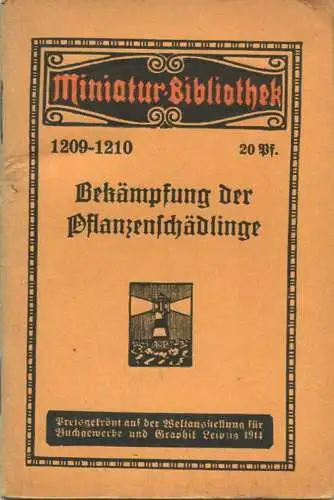 Miniatur-Bibliothek
1209-1210 20 Pf.
Bekämpfung der
Pflanzenschädlinge
Preisgekrönt auf der Weltausstellung für
Buchgewerbe und Graphik Leipzig 1914